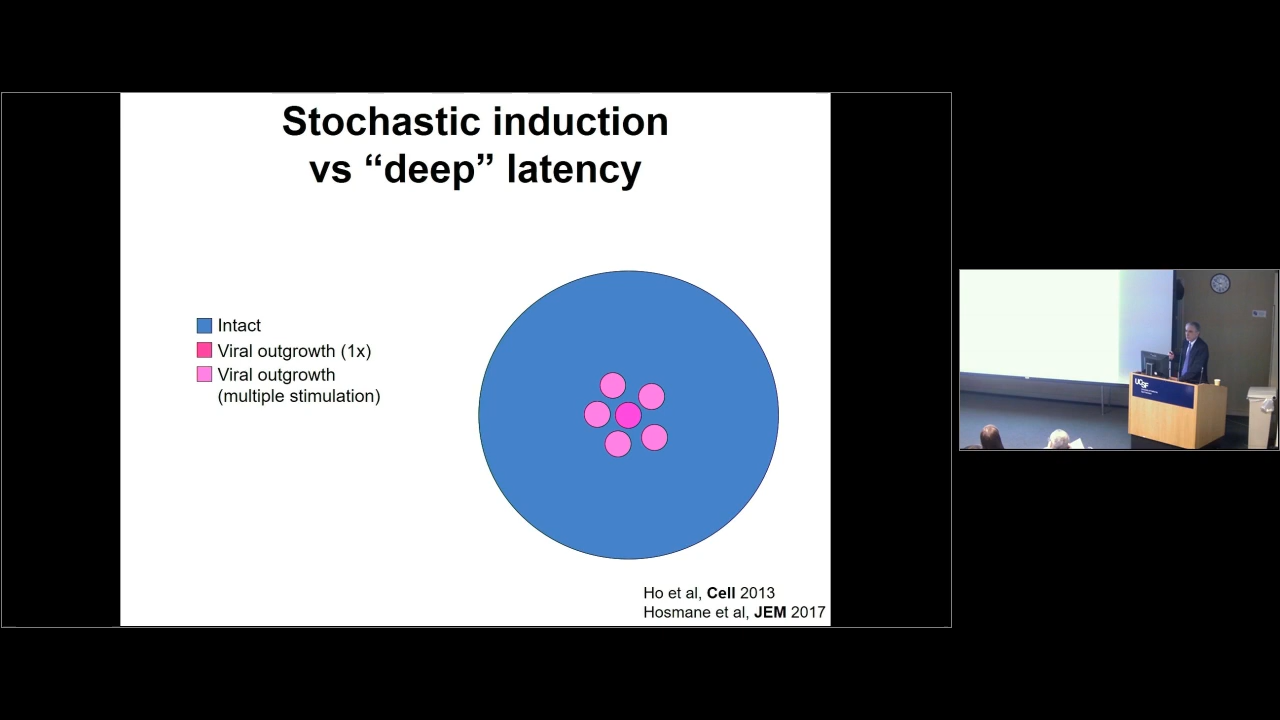 Stochastic induction
vs “deep” latency
Intact
Viral outgrowth (1x)
Viral outgrowth
(multiple stimulation)
Ho et al, Cell 2013
Hosmane et al, JEM 2017
UCSF